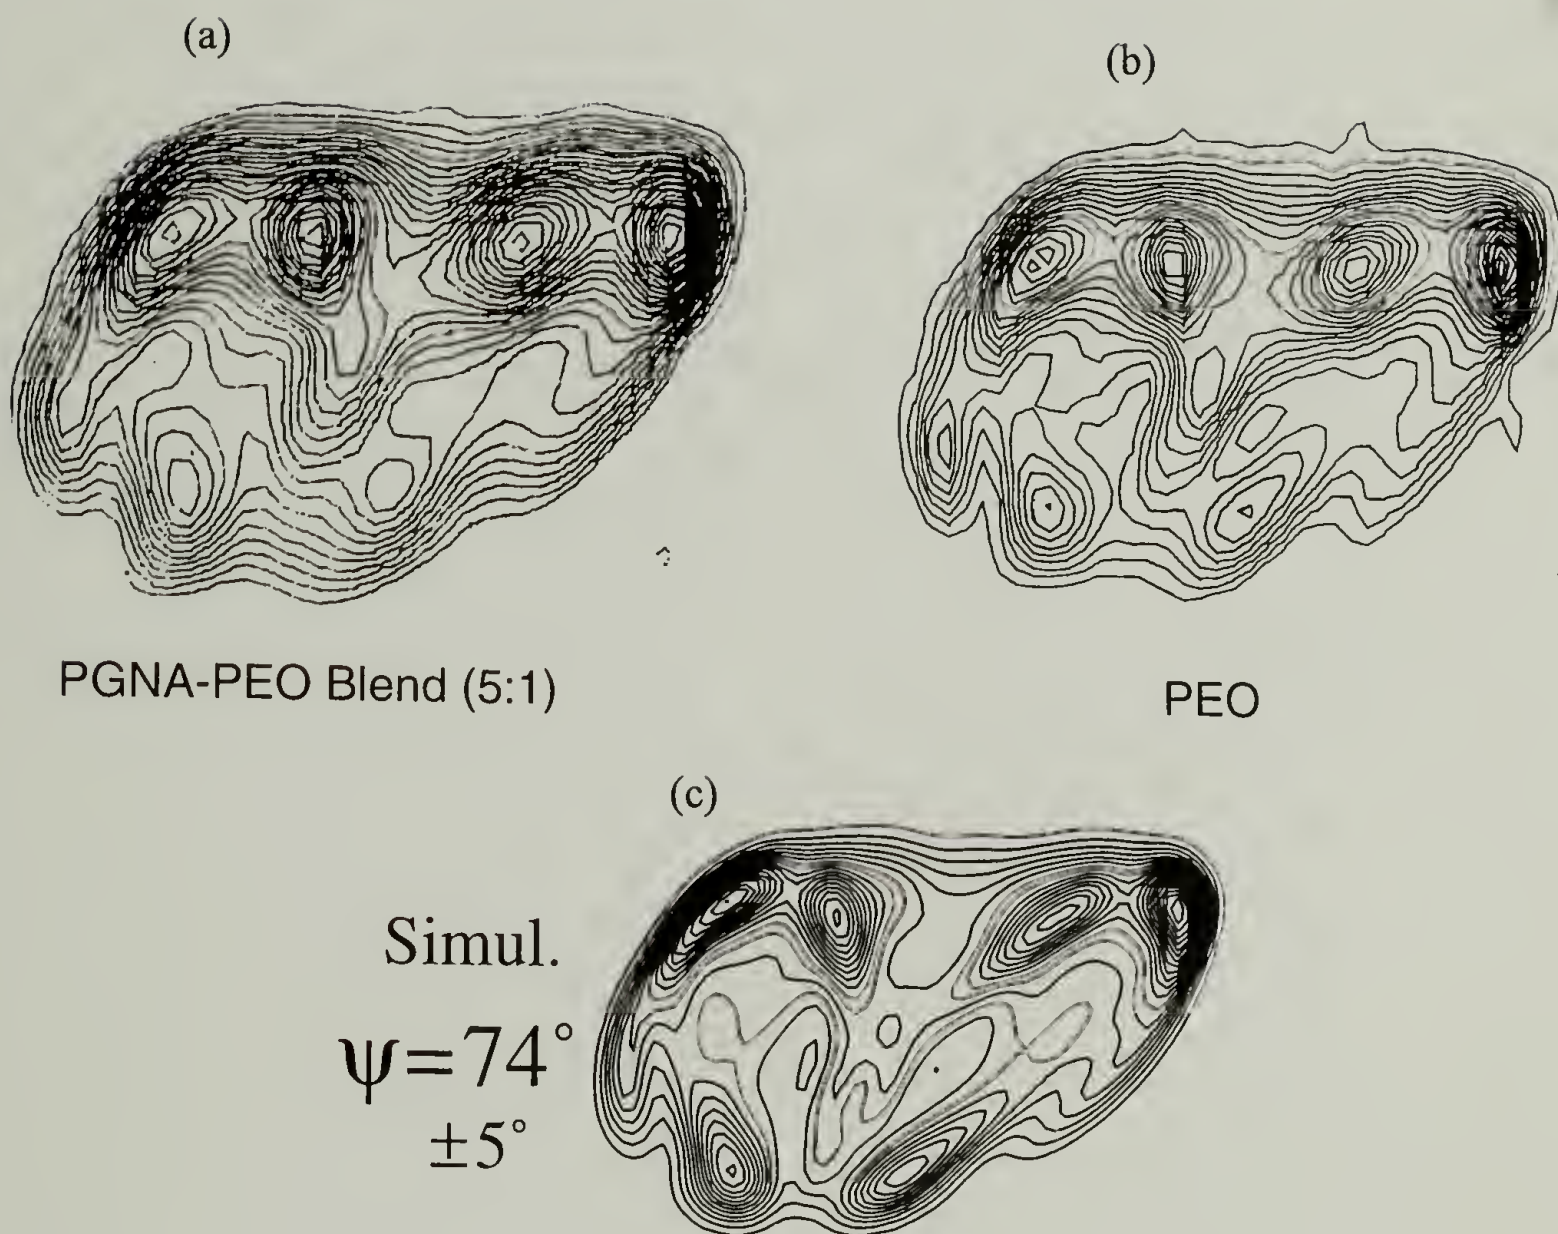 (a)
(b)
PGNA-PEO Blend (5:1)
PEO
(c)
Simul.
ψ=74°
±5°